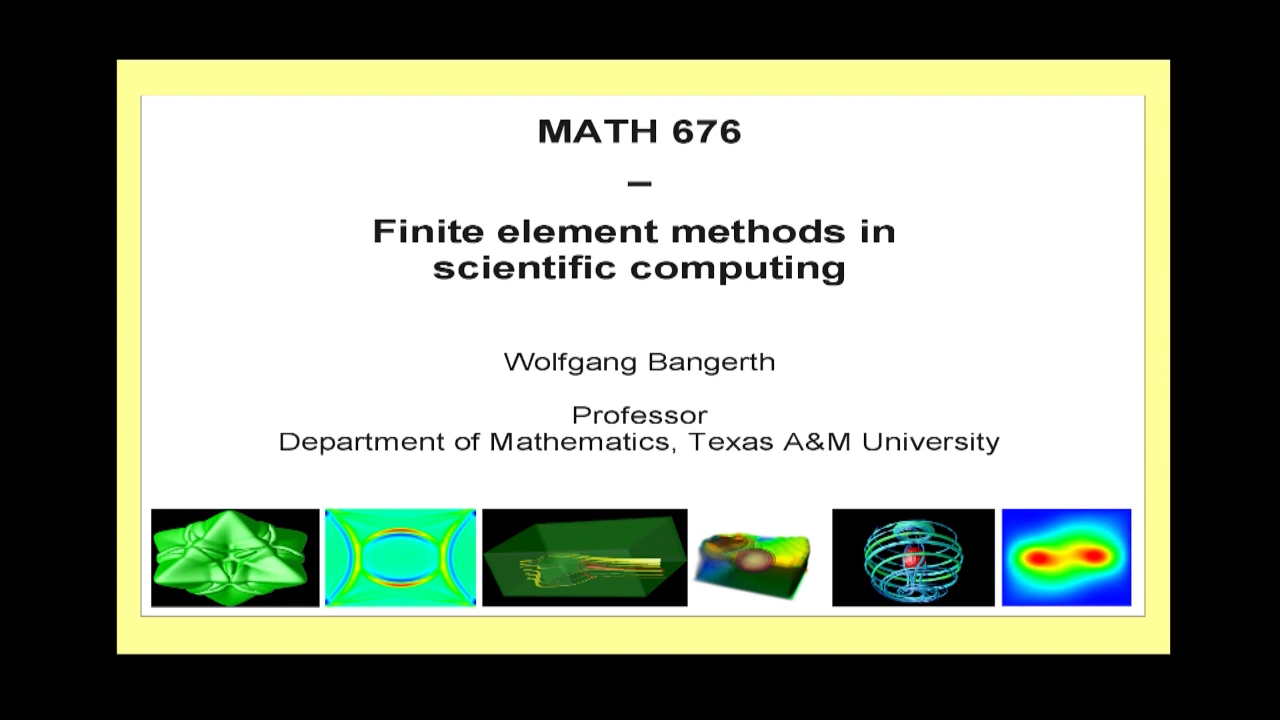 MATH 676
–
Finite element methods in
scientific computing
Wolfgang Bangerth
Professor
Department of Mathematics, Texas A&M University